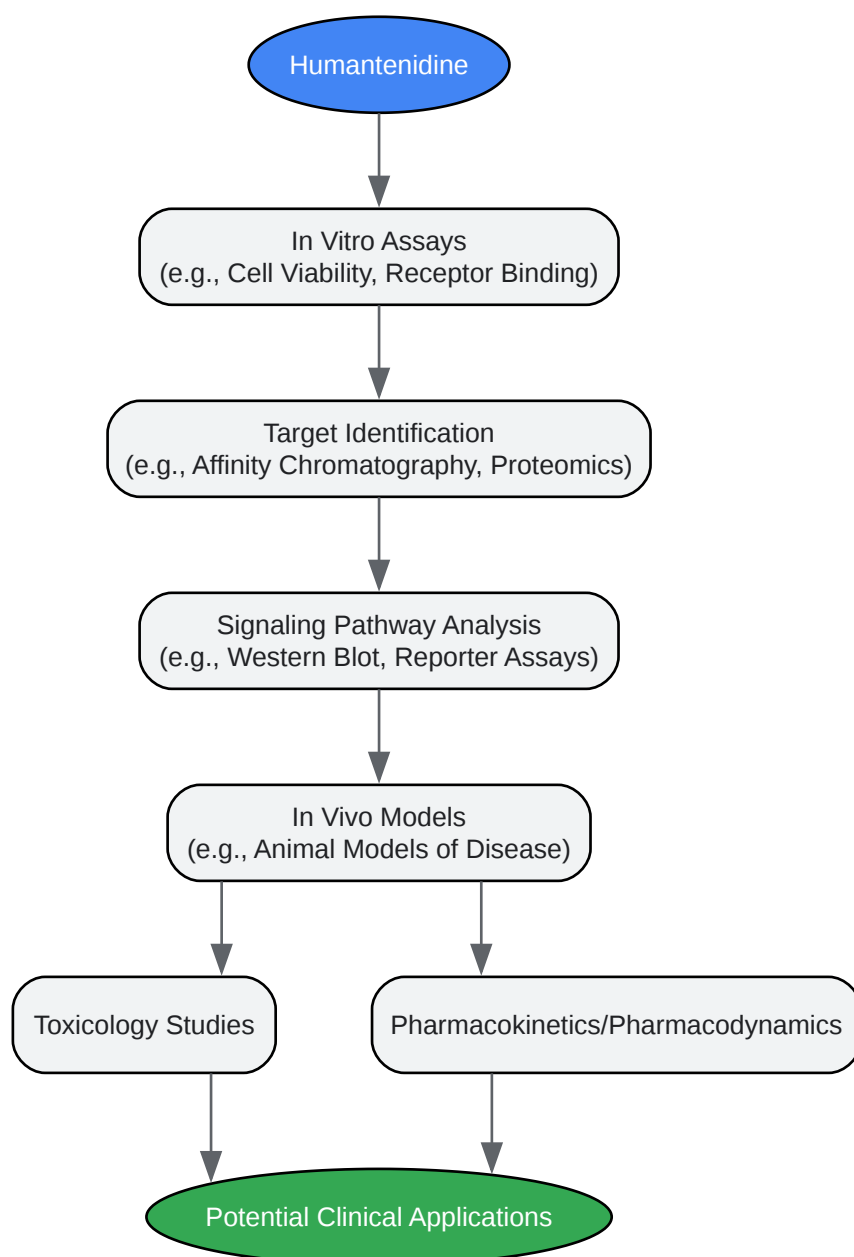 Humantenidine
In Vitro Assays
(e.g., Cell Viability, Receptor Binding)
Target Identification
(e.g., Affinity Chromatography, Proteomics)
Signaling Pathway Analysis
(e.g., Western Blot, Reporter Assays)
In Vivo Models
(e.g., Animal Models of Disease)
Toxicology Studies
Pharmacokinetics/Pharmacodynamics
Potential Clinical Applications